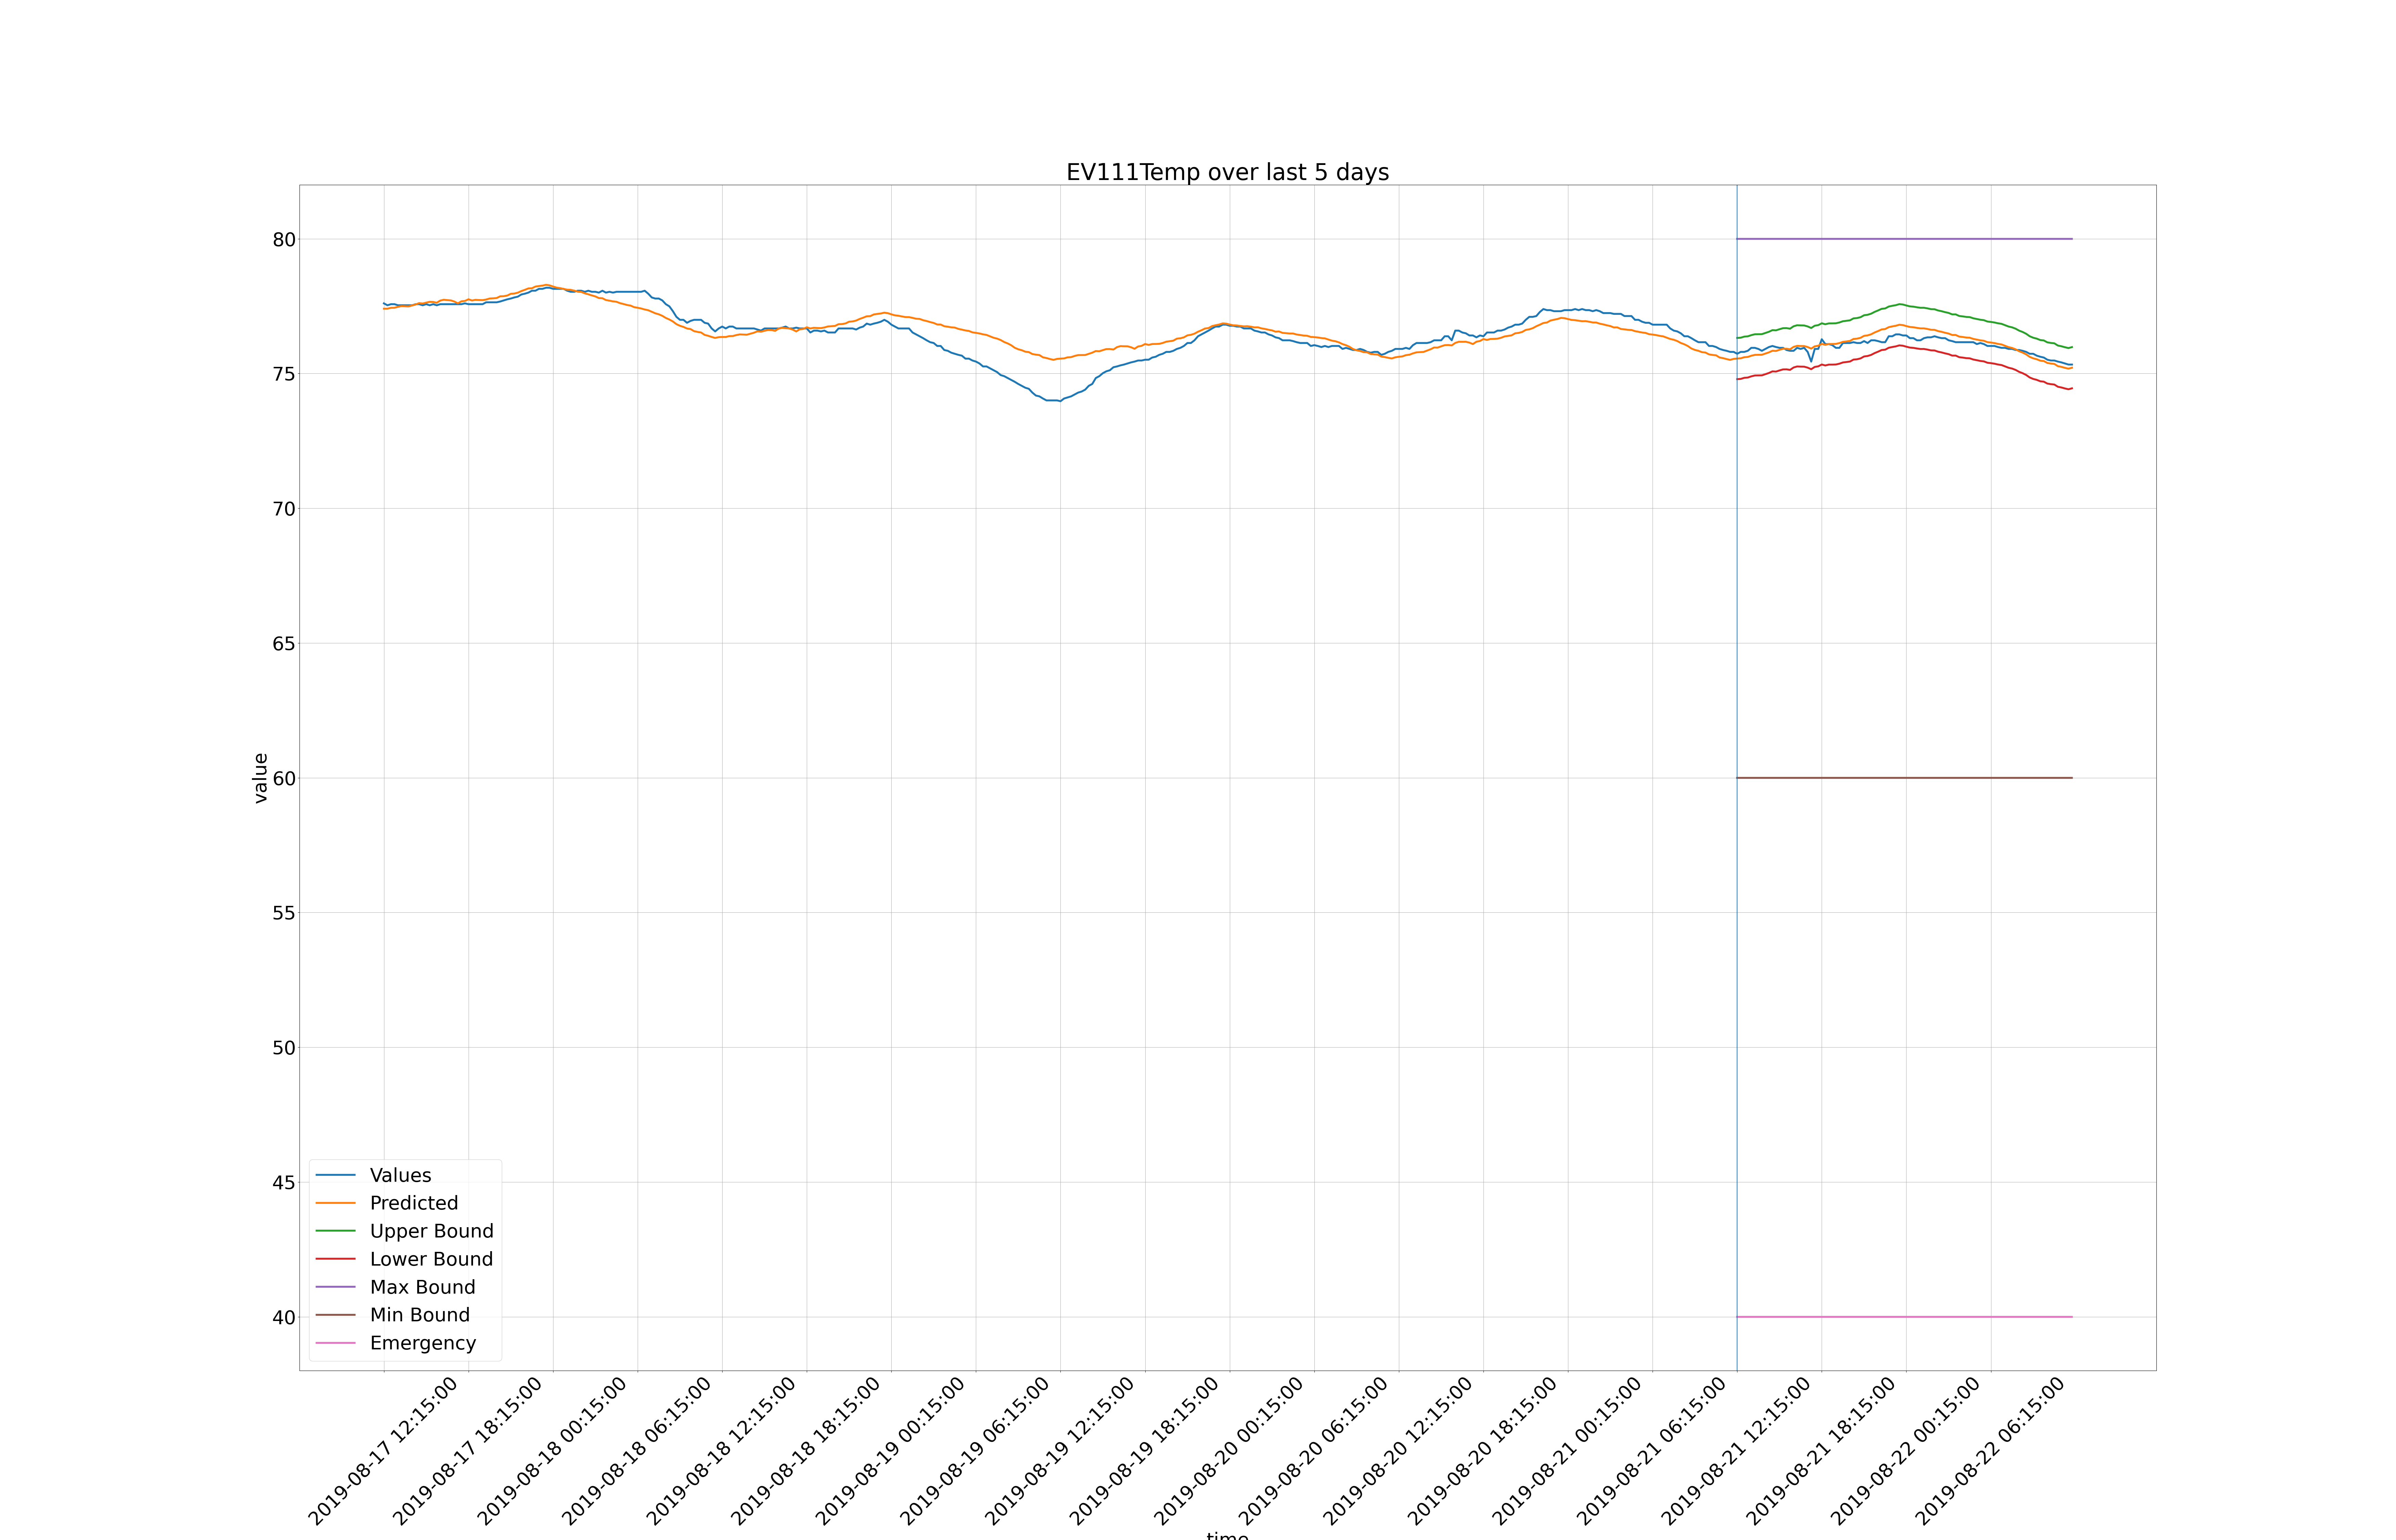 EV111Temp over last 5 days
80
75
70
65
60
55
50
45
40
value
Values
Predicted
Upper Bound
Lower Bound
Max Bound
Min Bound
Emergency
2019-08-17 12:15:00
2019-08-17 18:15:00
2019-08-18 00:15:00
2019-08-18 06:15:00
2019-08-18 12:15:00
2019-08-18 18:15:00
2019-08-19 00:15:00
2019-08-19 06:15:00
2019-08-19 12:15:00
2019-08-19 18:15:00
2019-08-20 00:15:00
2019-08-20 06:15:00
2019-08-20 12:15:00
2019-08-20 18:15:00
2019-08-21 00:15:00
2019-08-21 06:15:00
2019-08-21 12:15:00
2019-08-21 18:15:00
2019-08-22 00:15:00
2019-08-22 06:15:00
time